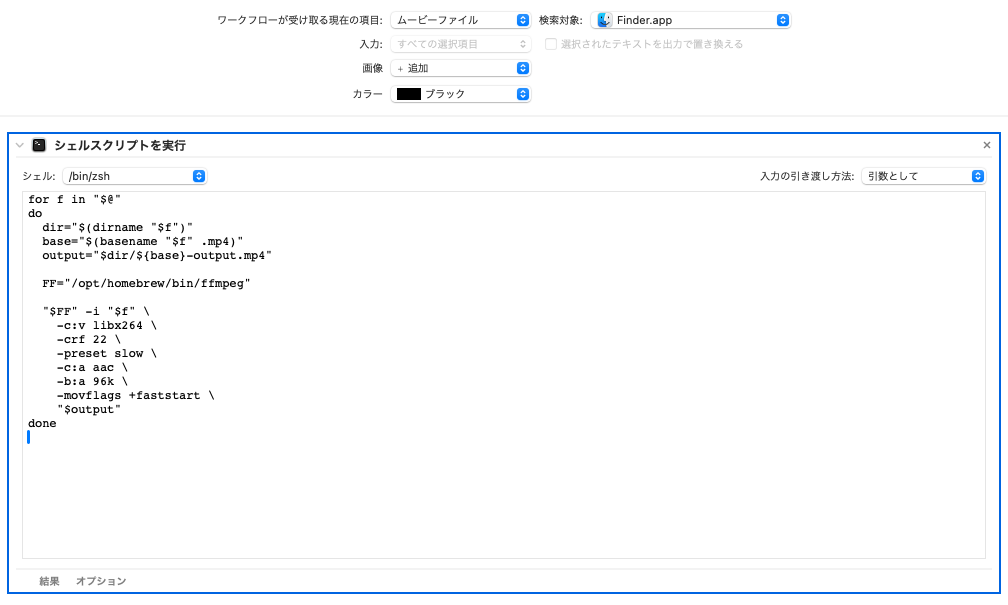 ワークフローが受け取る現在の項目: ムービーファイル 検索対象: Finder.app
入力: すべての選択項目 選択されたテキストを出力で置き換える
画像 + 追加
カラー ブラック
シェルスクリプトを実行
シェル: /bin/zsh 入力の引き渡し方法: 引数として
for f in "$@"
do
  dir="$(dirname "$f")"
  base="$(basename "$f" .mp4)"
  output="$dir/${base}-output.mp4"

  FF="/opt/homebrew/bin/ffmpeg"

  "$FF" -i "$f" \
    -c:v libx264 \
    -crf 22 \
    -preset slow \
    -c:a aac \
    -b:a 96k \
    -movflags +faststart \
    "$output"
done
結果 オプション